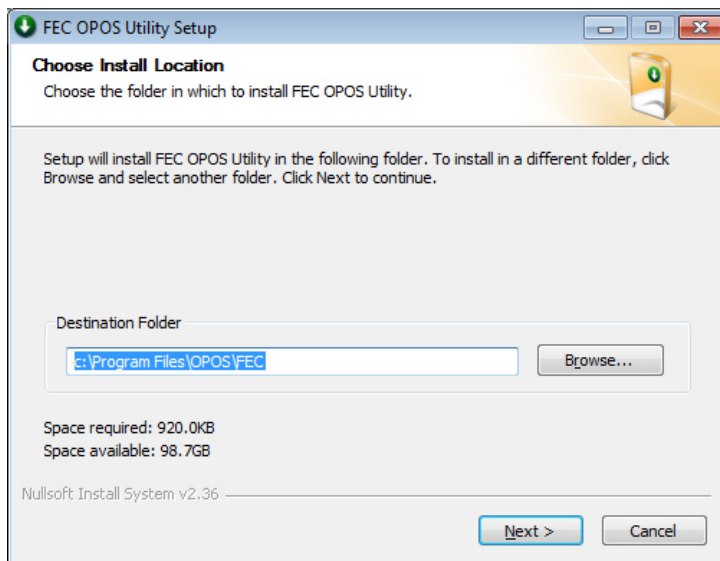 FEC OPOS Utility Setup
Choose Install Location
Choose the folder in which to install FEC OPOS Utility.
Setup will install FEC OPOS Utility in the following folder. To install in a different folder, click
Browse and select another folder. Click Next to continue.
Destination Folder
c:\Program Files\OPOS\FEC
Browse...
Space required: 920.0KB
Space available: 98.7GB
Nullsoft Install System v2.36
Next >
Cancel